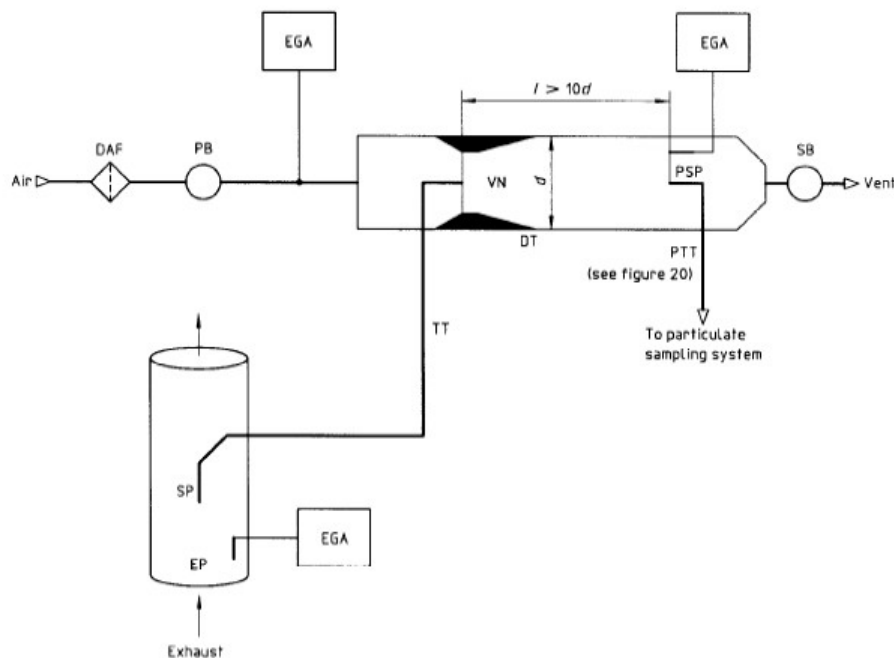 EGA
EGA
l > 10d
DAF
PB
SB
Air
VN
d
PSP
Vent
DT
PTT
(see figure 20)
TT
To particulate
sampling system
SP
EGA
EP
Exhaust